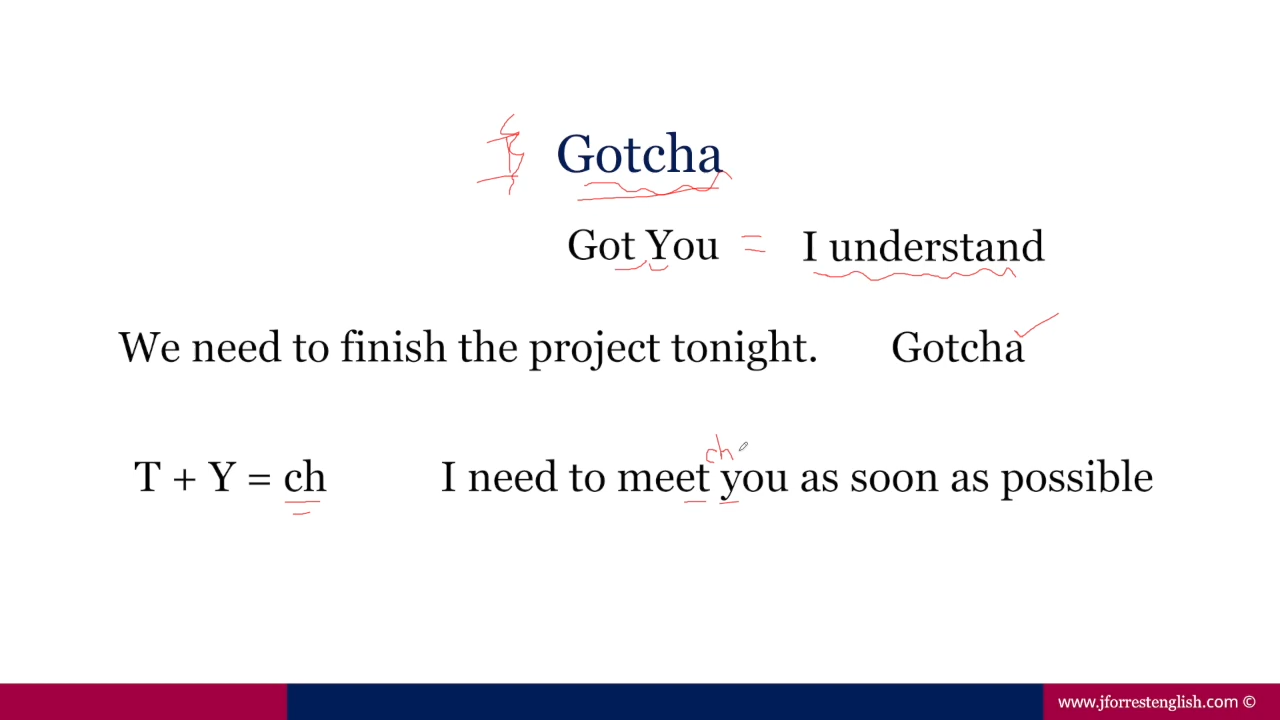 I Gotcha
Got You = I understand
We need to finish the project tonight. Gotcha
ch
T + Y = ch I need to meet you as soon as possible
www.jforrestenglish.com ©